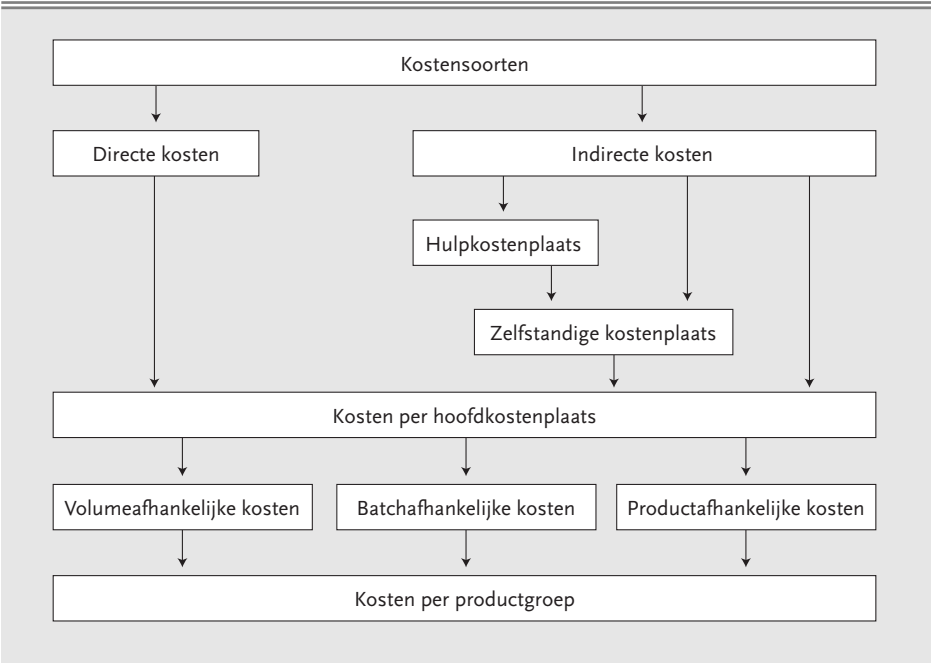 Kostensoorten
Directe kosten
Indirecte kosten
Hulpkostenplaats
Zelfstandige kostenplaats
Kosten per hoofdkostenplaats
Volumeafhankelijke kosten
Batchafhankelijke kosten
Productafhankelijke kosten
Kosten per productgroep